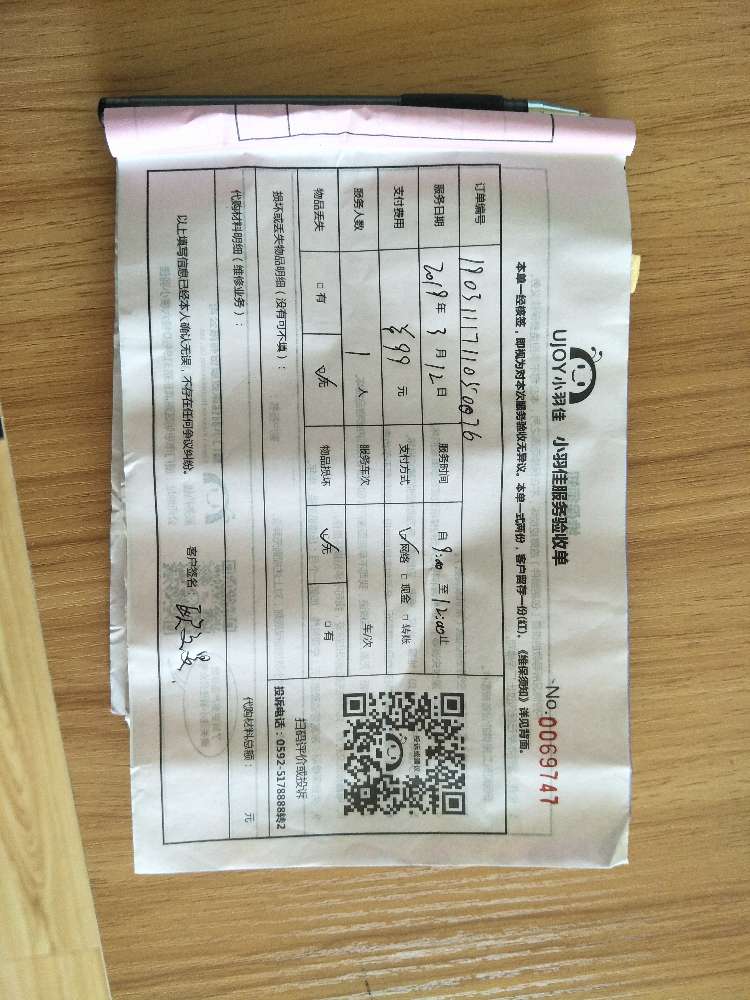 UJOY小羽佳 小羽佳服务验收单
No.0069747
本单一经核签，即视为对本次服务验收无异议。本单一式两份，客户留存一份(红)。《维保须知》详见背面。
订单编号 19031171105 0076
服务日期 2019年3月12日 服务时间 自9:00至12:00止
支付费用 ¥99元 支付方式 ☑网络 □现金 □转账
服务人数 1人 服务车次 车/次
物品丢失 □有 ☑无 物品损坏 ☑无 □有
投诉或建议
扫码评价或投诉
损坏或丢失物品明细（没有可不填）：
投诉电话：0592-5178888转2
代购材料明细（维修业务）： 代购材料总额： 元
以上填写信息已经本人确认无误，不存在任何争议纠纷。
客户签名：